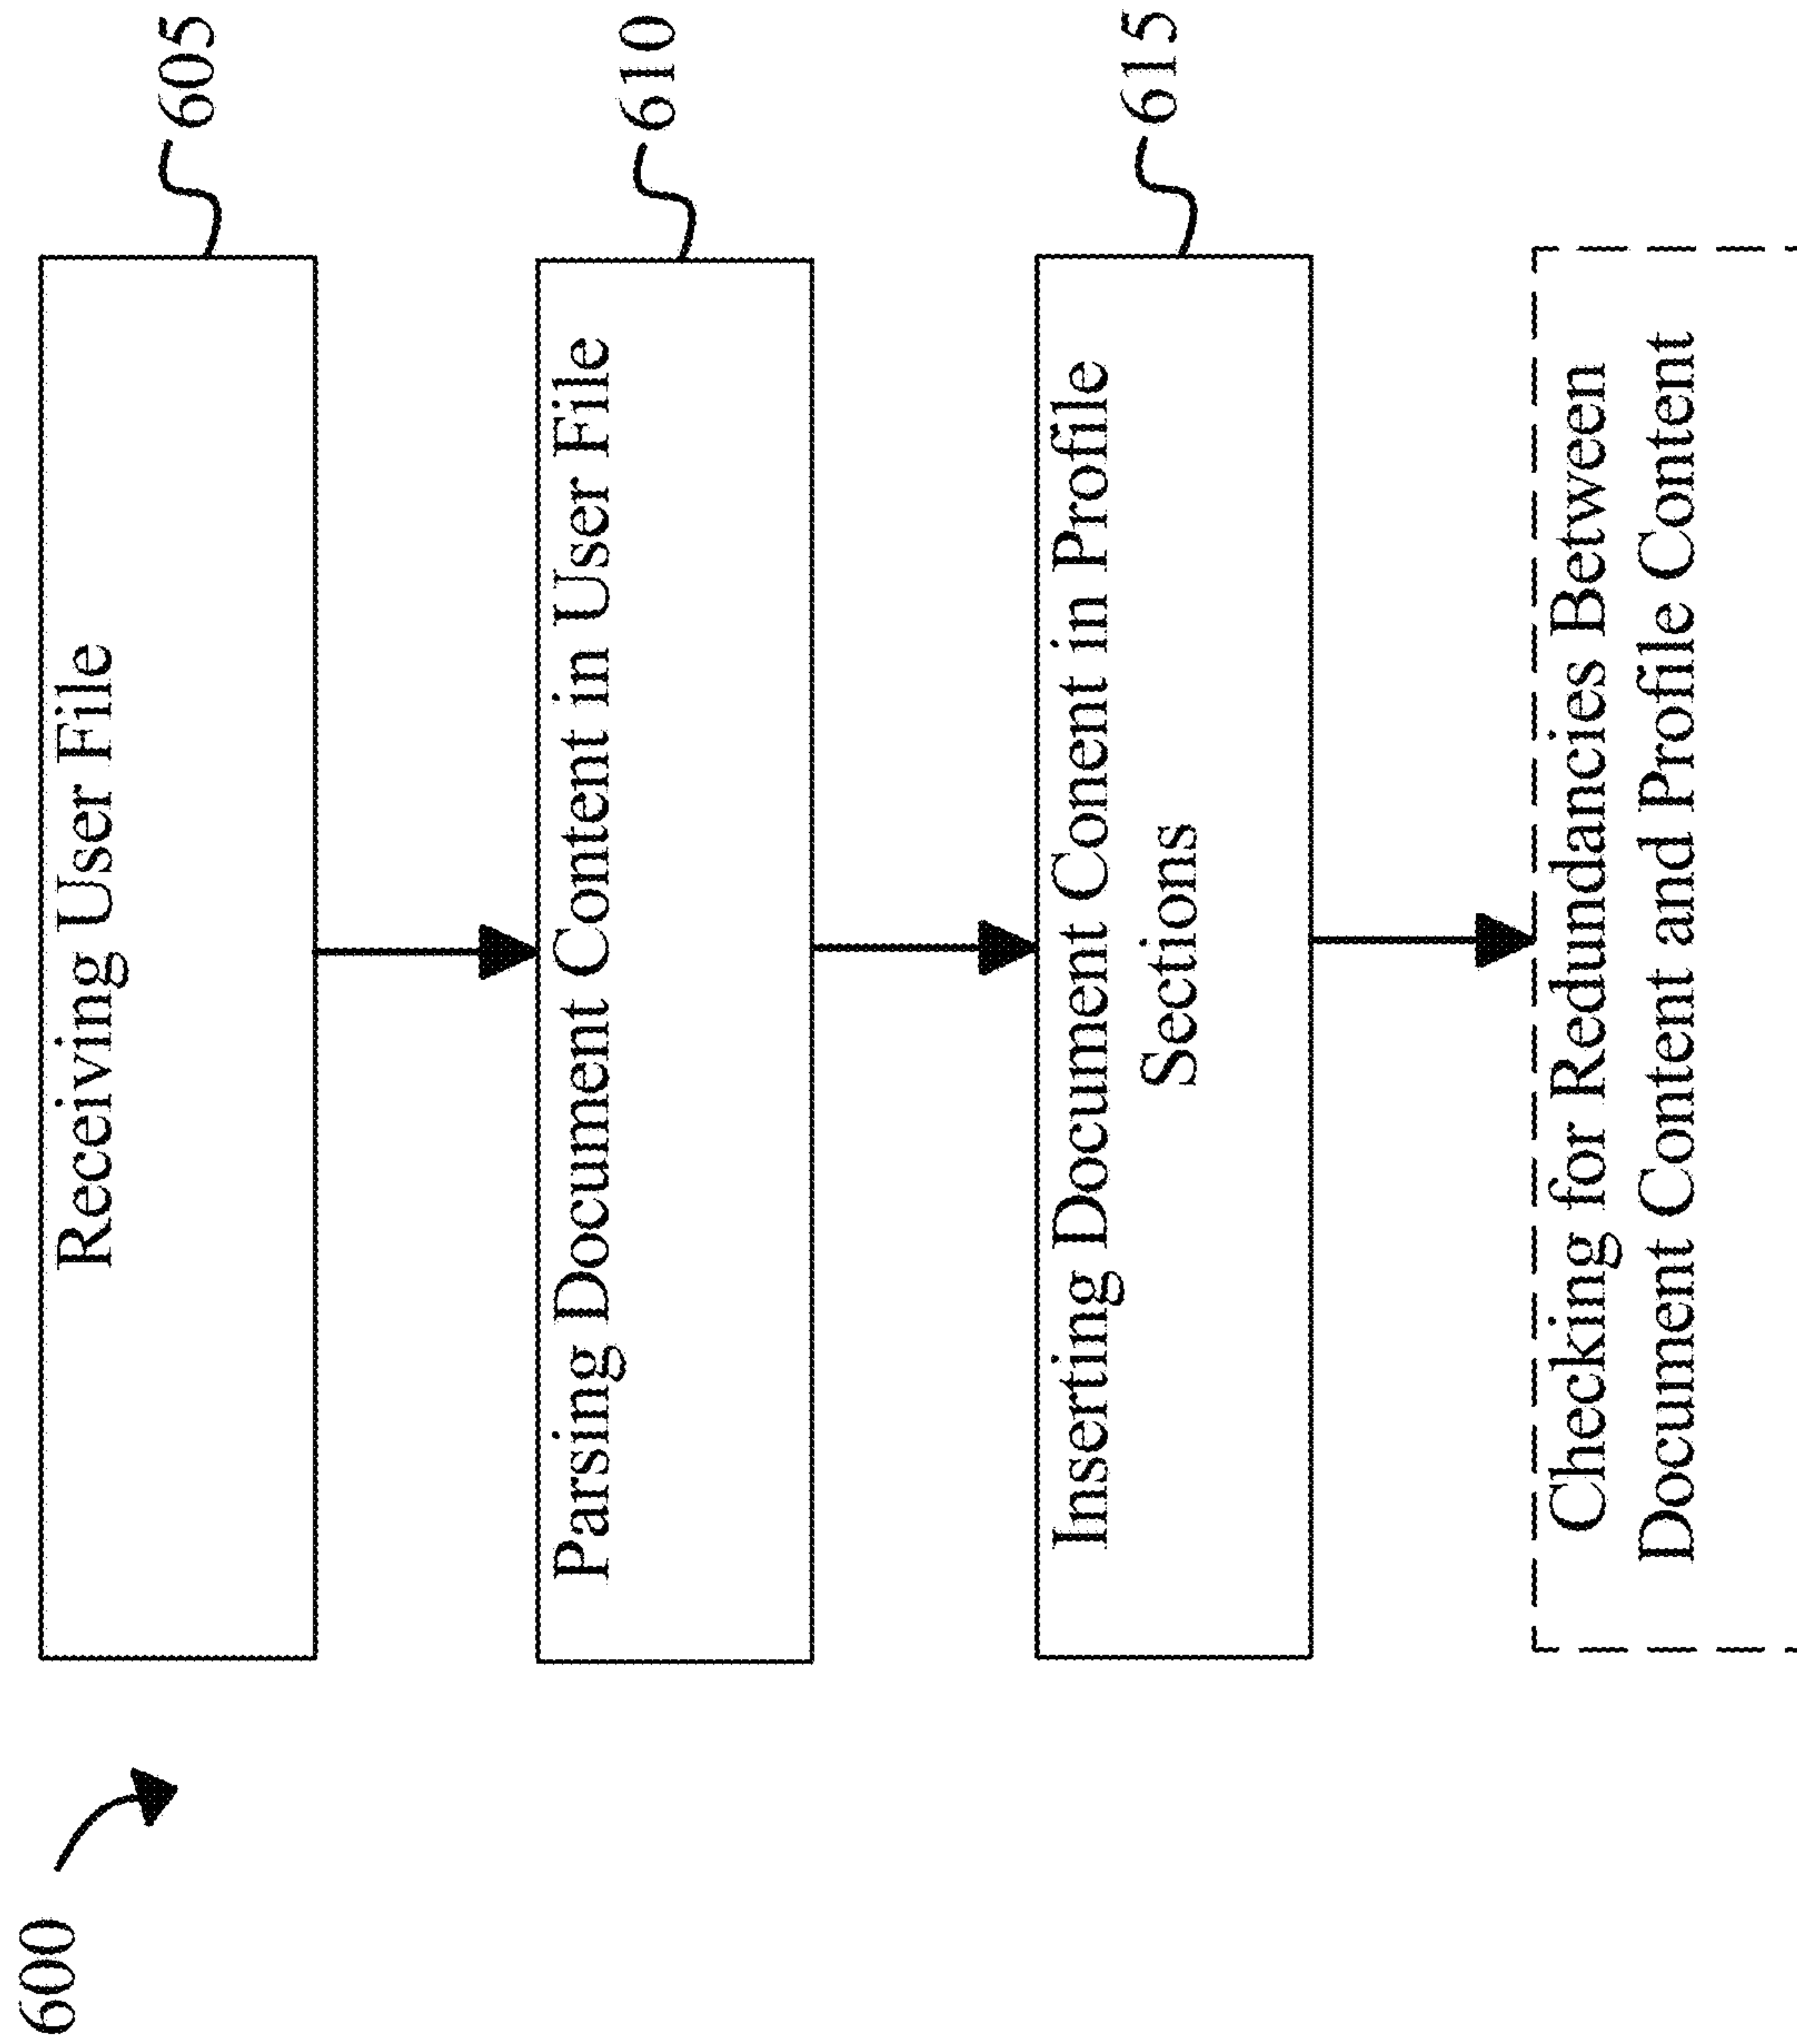 600
Receiving User File
605
Parsing Document Content in User File
610
Inserting Document Conent in Profile
Sections
615
Checking for Redundancies Between
Document Content and Profile Content